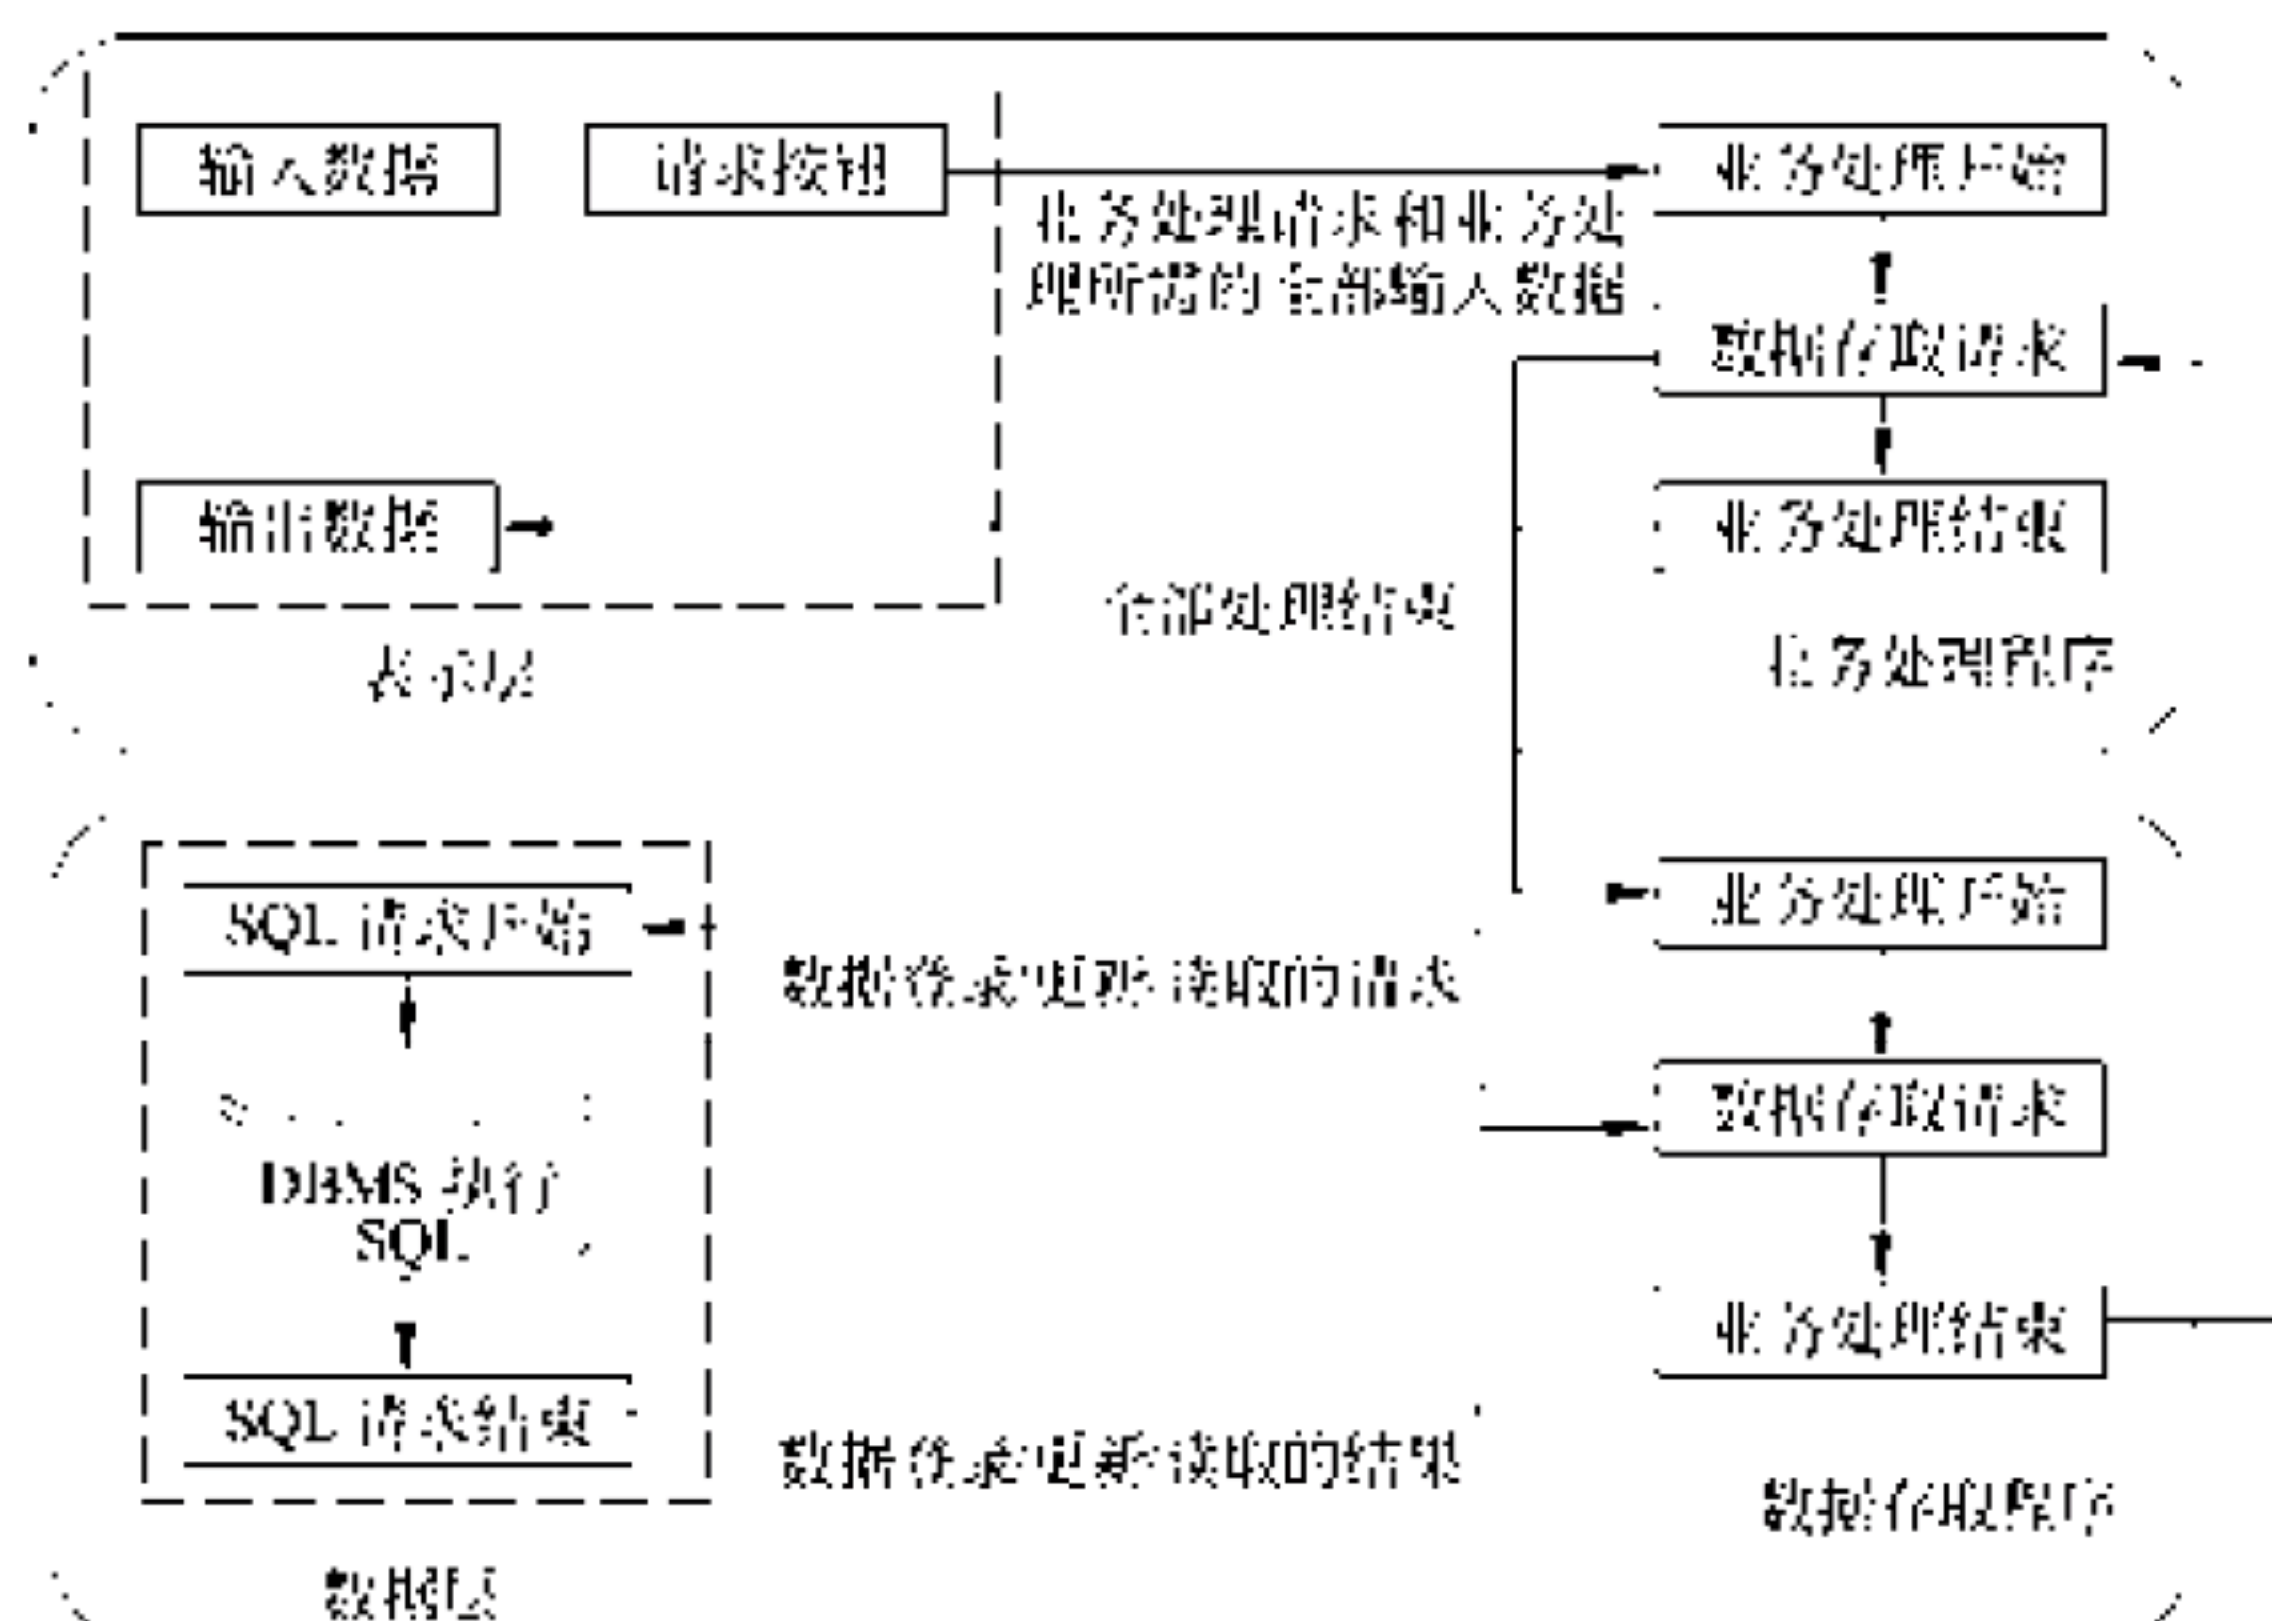 输入数据
请求按钮
业务处理开始
业务处理请求和业务处
理所需的全部输入数据
数据存取请求
输出数据
业务处理结束
全部处理结果
表示层
业务处理程序
SQL 请求开始
业务处理开始
数据检索/更新/读取的请求
数据存取请求
DBMS 执行
SQL
业务处理结束
SQL 请求结束
数据检索/更新/读取的结果
数据存取程序
数据层